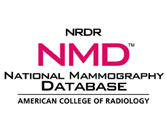 NRDR
NMD™
NATIONAL MAMMOGRAPHY
DATABASE
AMERICAN COLLEGE OF RADIOLOGY